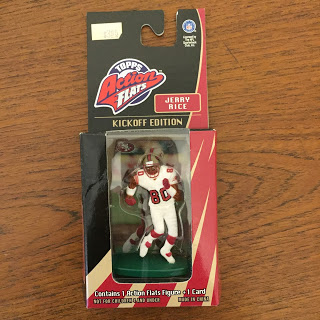 TOPPS
Action
FLATS
JERRY
RICE
KICKOFF EDITION
80
Contains 1 Action Flats Figure + 1 Card
NOT FOR CHILDREN 3 AND UNDER
MADE IN CHINA